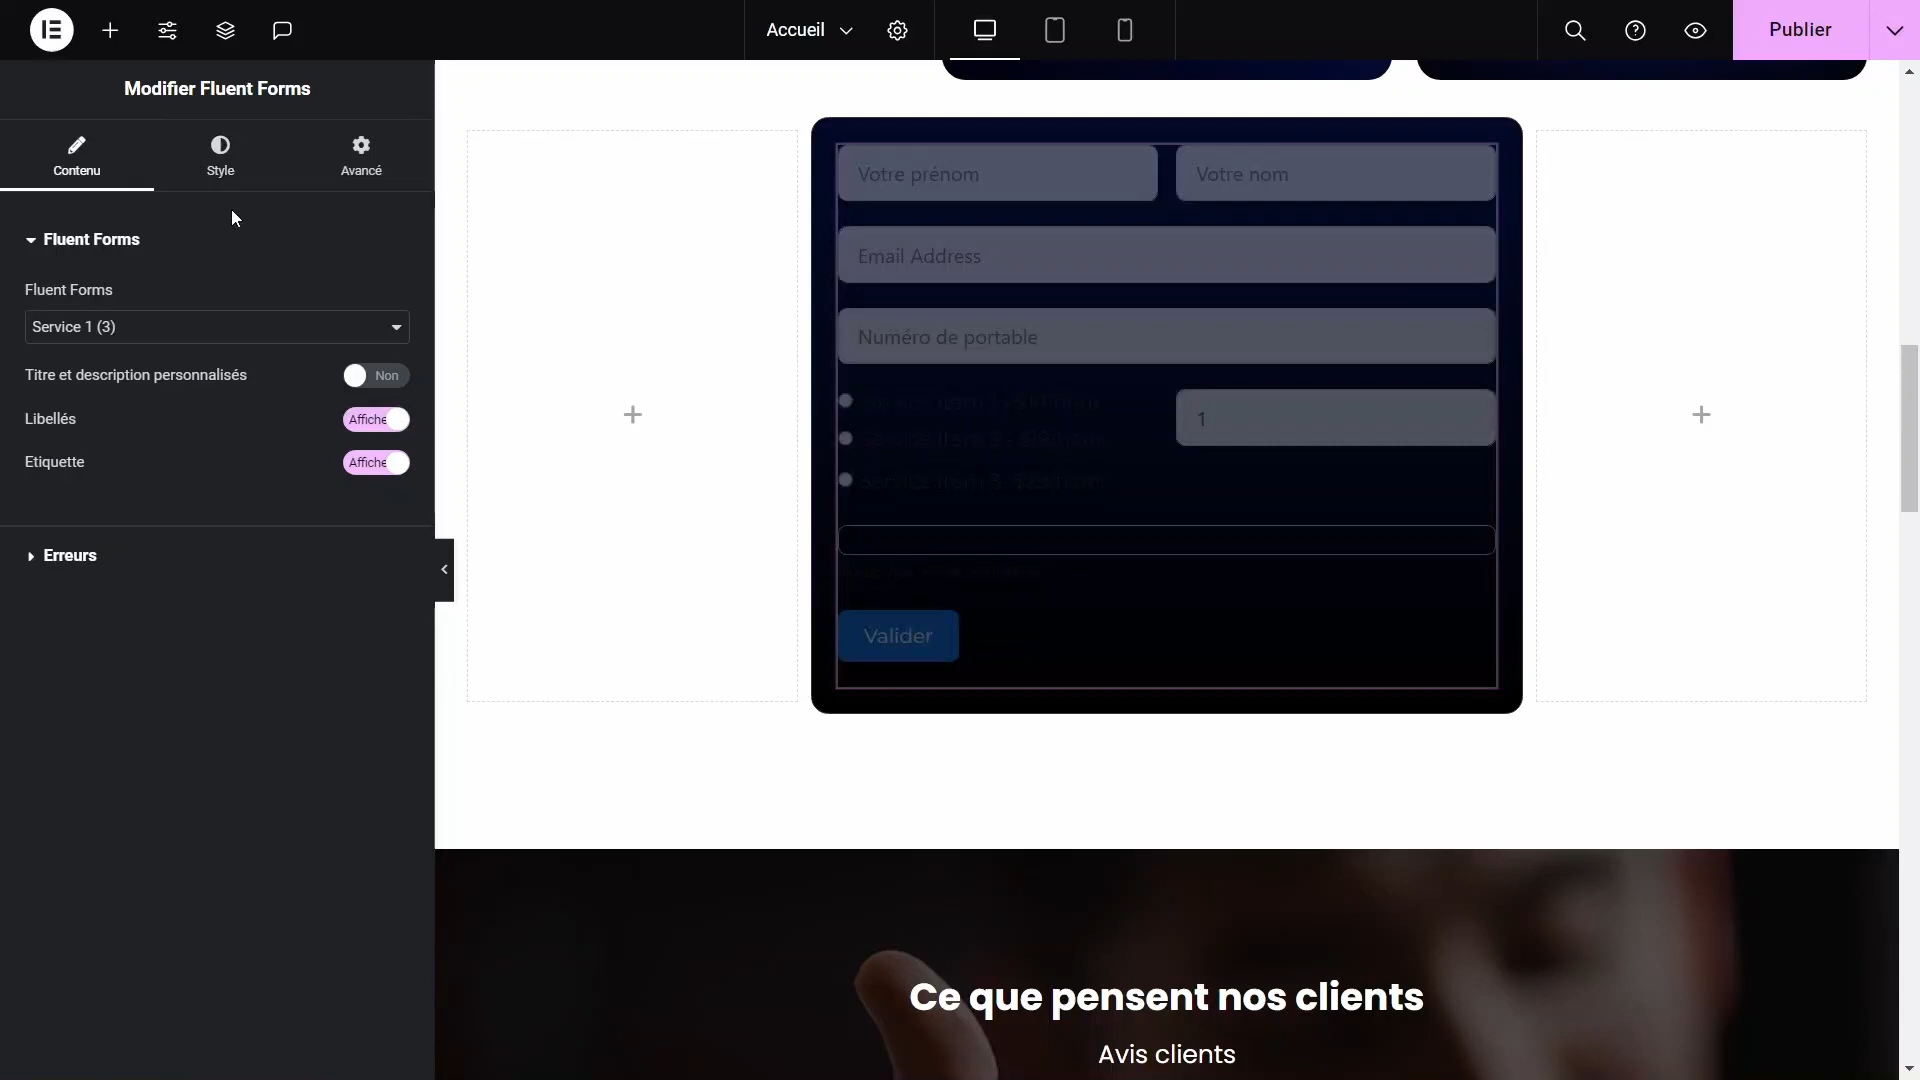 Accueil
Publier
Modifier Fluent Forms
Contenu
Style
Avancé
Fluent Forms
Fluent Forms
Service 1 (3)
Titre et description personnalisés
Non
Libellés
Affiche
Etiquette
Affiche
Erreurs
Votre prénom
Votre nom
Email Address
Numéro de portable
1
Valider
Ce que pensent nos clients
Avis clients